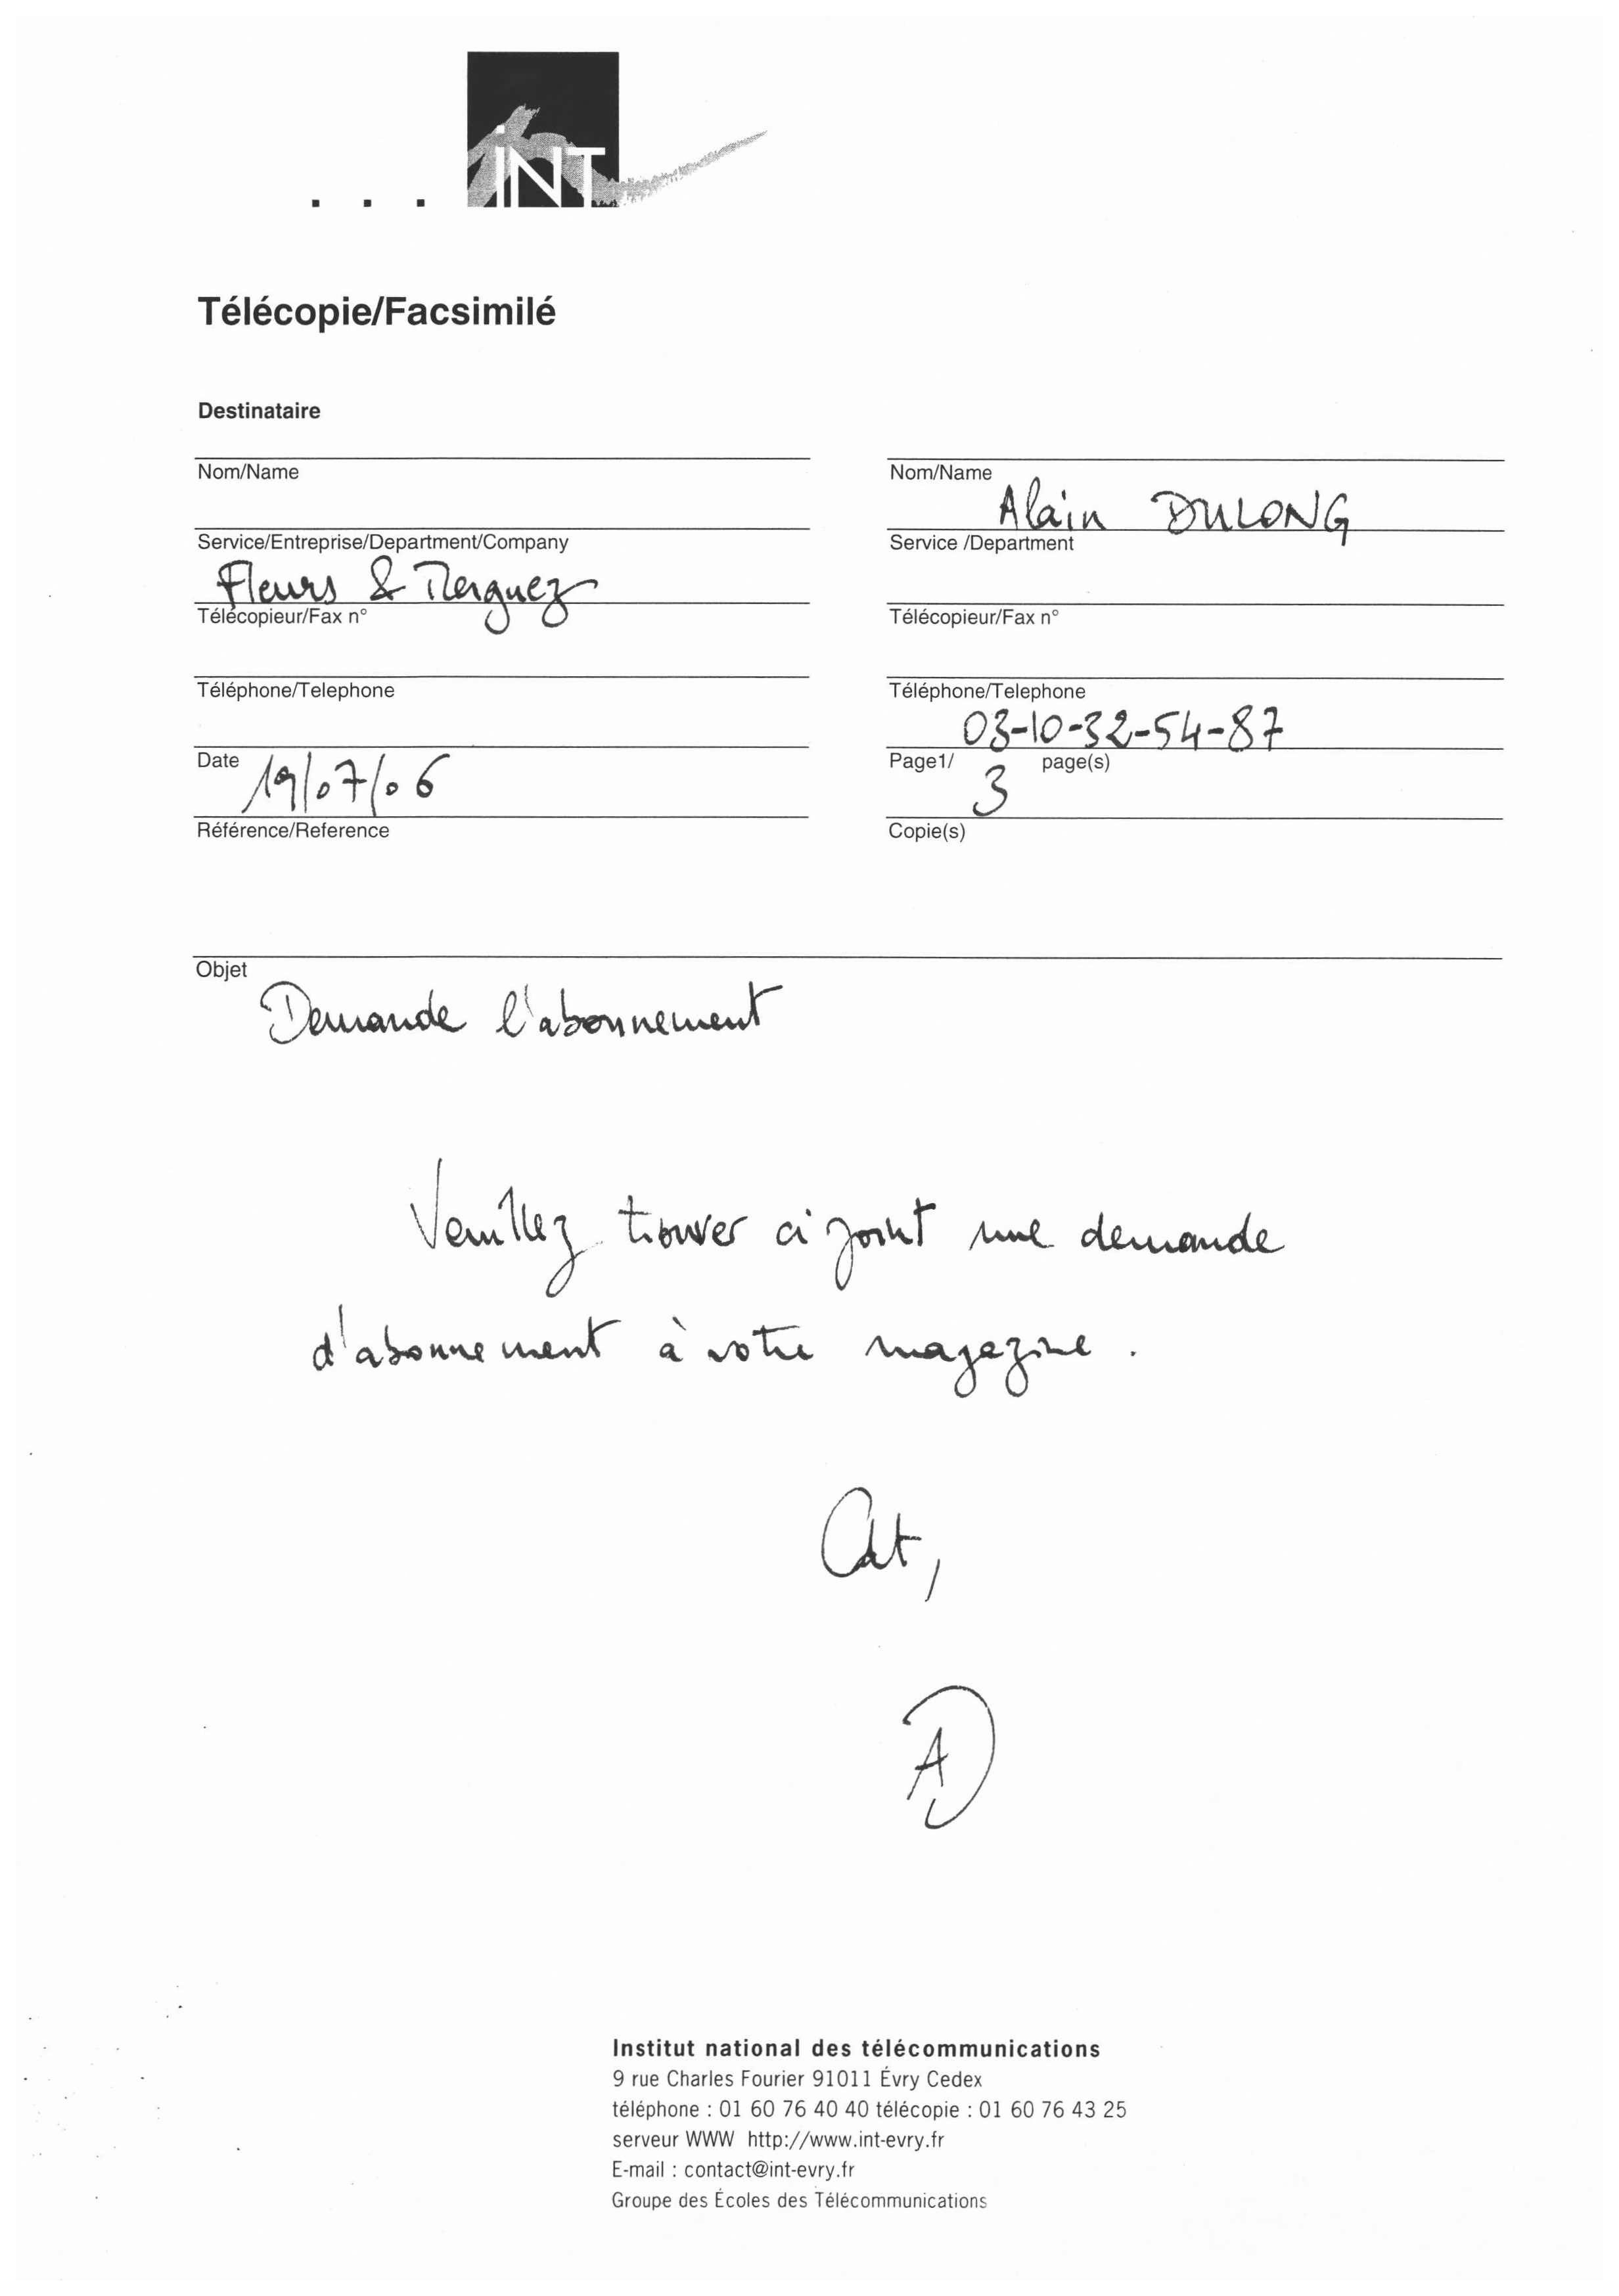 ... INT
Télécopie/Facsimilé
Destinataire
Nom/Name
Service/Entreprise/Department/Company
Fleurs & Merguez
Télécopieur/Fax n°
Téléphone/Telephone
Date 19/07/06
Référence/Reference
Nom/Name
Alain DULONG
Service /Department
Télécopieur/Fax n°
Téléphone/Telephone
03-10-32-54-87
Page1/ 3 page(s)
Copie(s)
Objet
Demande l'abonnement
Veuillez trouver ci joint une demande
d'abonnement à votre magazine.
Cdt,
AD
Institut national des télécommunications
9 rue Charles Fourier 91011 Évry Cedex
téléphone : 01 60 76 40 40 télécopie : 01 60 76 43 25
serveur WWW http://www.int-evry.fr
E-mail : contact@int-evry.fr
Groupe des Écoles des Télécommunications